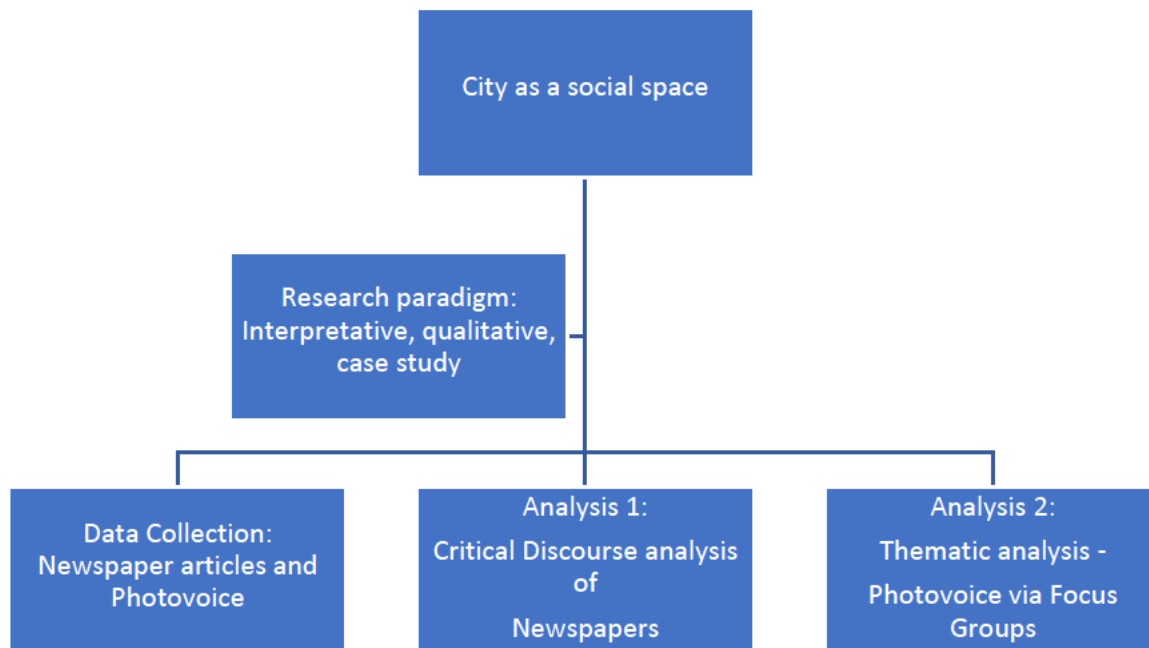 City as a social space
Research paradigm:
Interpretative, qualitative,
case study
Data Collection:
Newspaper articles and
Photovoice
Analysis 1:
Critical Discourse analysis
of
Newspapers
Analysis 2:
Thematic analysis -
Photovoice via Focus
Groups